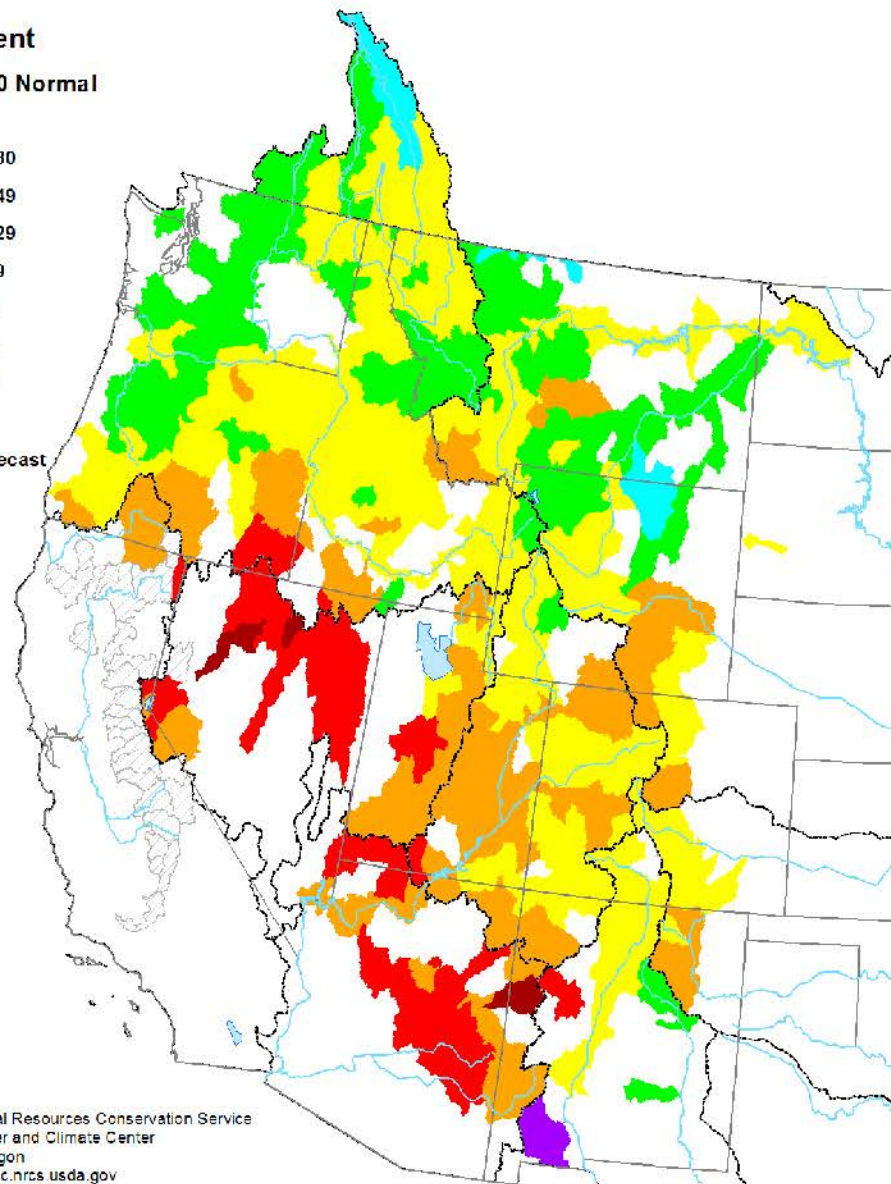 ent
0 Normal
30
49
29
9
ecast
al Resources Conservation Service
er and Climate Center
gon
c.nrcs.usda.gov